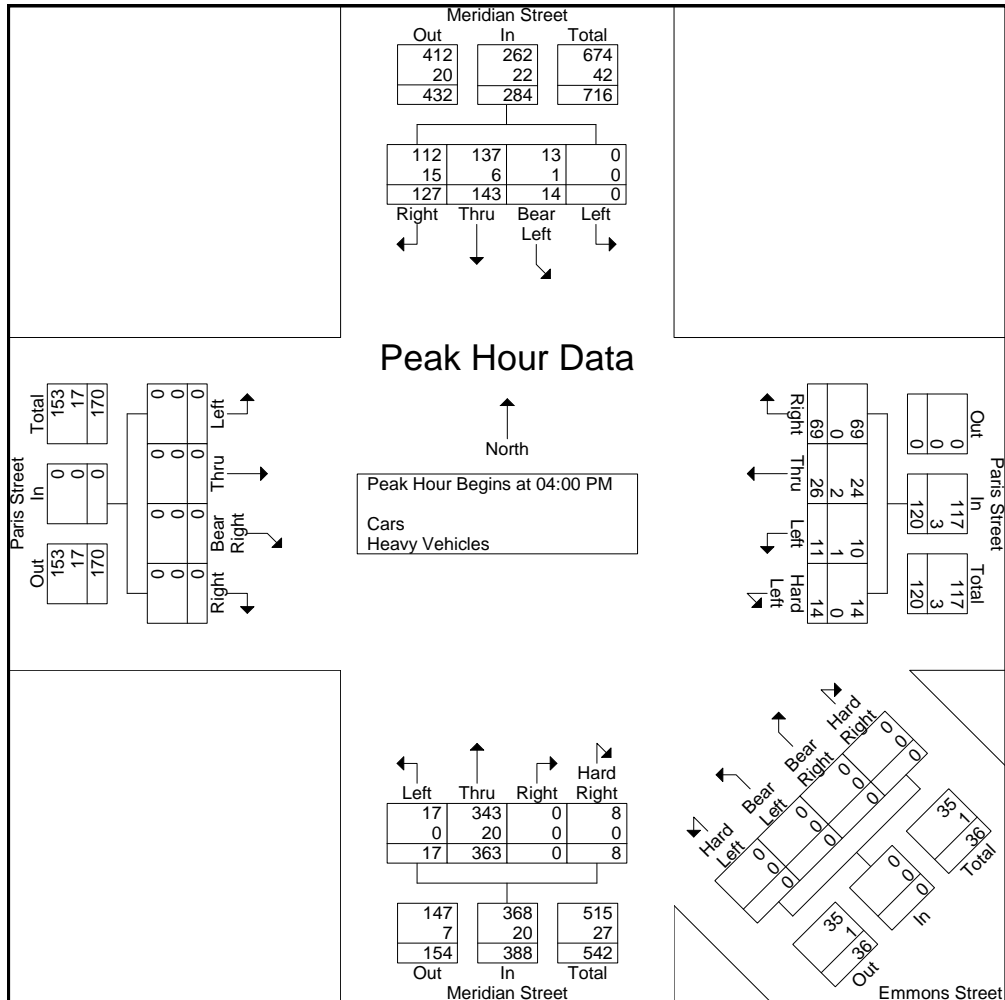 Meridian Street
Out In Total
412 262 674
20 22 42
432 284 716
112 137 13 0
15 6 1 0
127 143 14 0
Right Thru Bear Left Left
Peak Hour Data
North
Peak Hour Begins at 04:00 PM
Cars
Heavy Vehicles
Paris Street
Total In Out
153 0 153
17 0 17
170 0 170
Left Thru Bear Right Right
0 0 0 0
0 0 0 0
0 0 0 0
Paris Street
Out In Total
0 117 117
0 3 3
0 120 120
Right Thru Left Hard Left
69 24 10 14
0 2 1 0
69 26 11 14
Left Thru Right Hard Right
17 343 0 8
0 20 0 0
17 363 0 8
147 368 515
7 20 27
154 388 542
Out In Total
Meridian Street
Hard Left Bear Left Bear Right Hard Right
0 0 0 0
0 0 0 0
0 0 0 0
35 0 35
1 0 1
36 0 36
Out In Total
Emmons Street